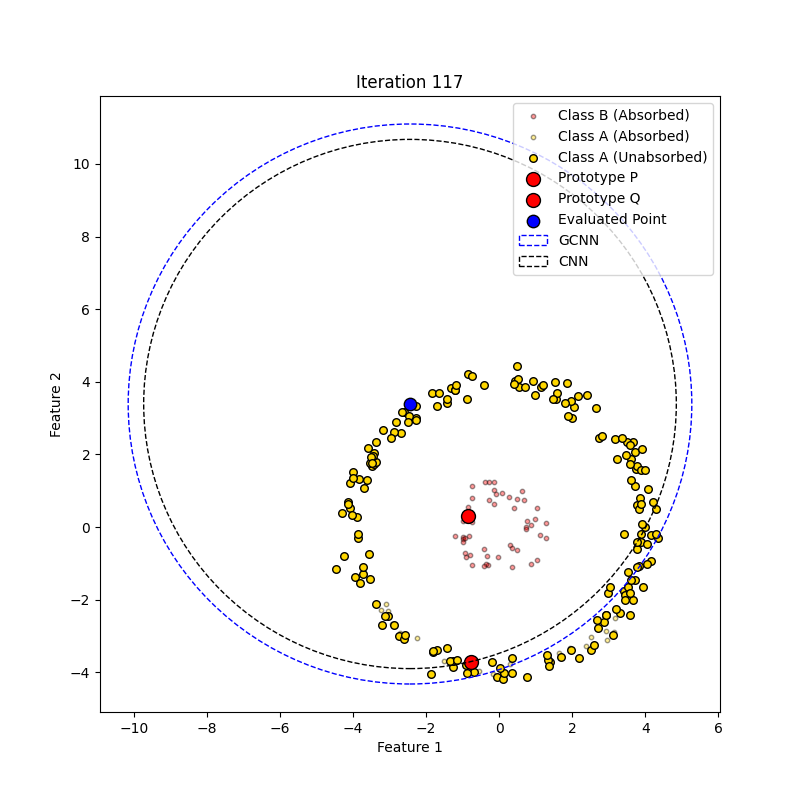 Iteration 117
Class B (Absorbed)
Class A (Absorbed)
Class A (Unabsorbed)
Prototype P
Prototype Q
Evaluated Point
GCNN
CNN
10
8
6
4
2
0
−2
−4
Feature 2
−10
−8
−6
−4
−2
0
2
4
6
Feature 1